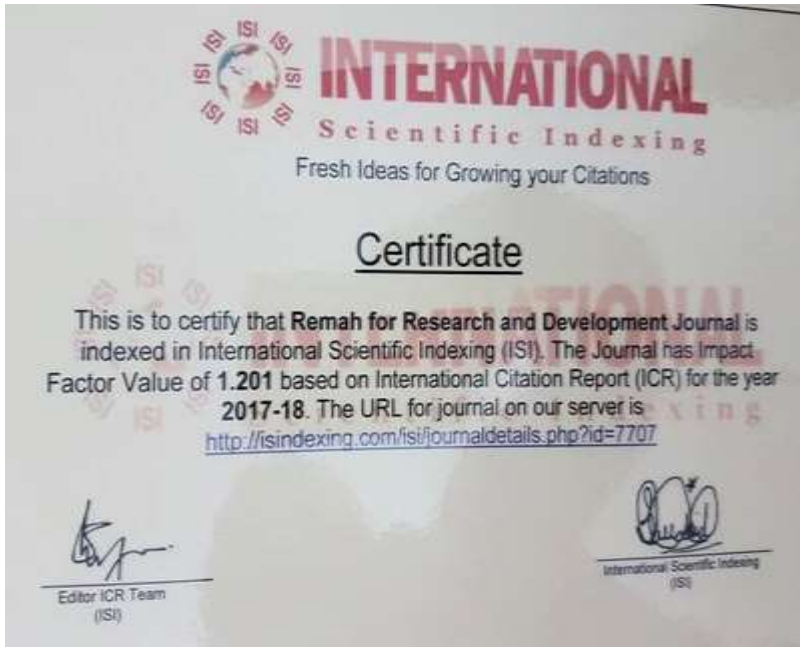 ISI ISI ISI ISI ISI ISI ISI ISI
INTERNATIONAL
Scientific Indexing
Fresh Ideas for Growing your Citations
Certificate
This is to certify that Remah for Research and Development Journal is
indexed in International Scientific Indexing (ISI). The Journal has Impact
Factor Value of 1.201 based on International Citation Report (ICR) for the year
2017-18. The URL for journal on our server is
http://isindexing.com/isi/journaldetails.php?id=7707
Editor ICR Team
(ISI)
International Scientific Indexing
(ISI)